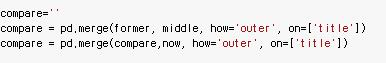 compare=''
compare = pd.merge(former, middle, how='outer', on=['title'])
compare = pd.merge(compare,now, how='outer', on=['title'])